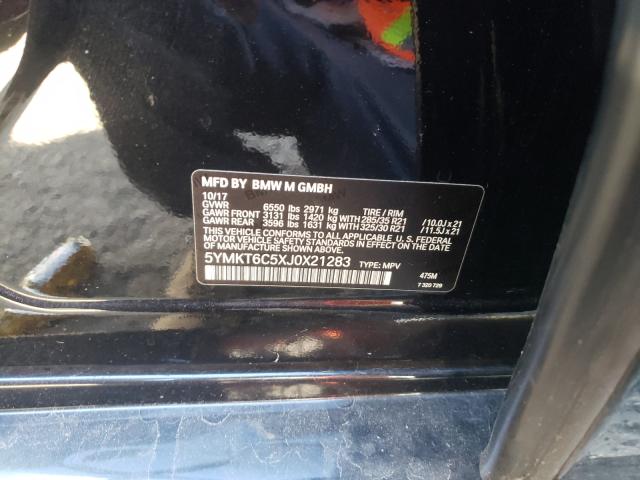 MFD BY BMW M GMBH
10/17
GVWR 6550 lbs 2971 kg TIRE / RIM
GAWR FRONT 3131 lbs 1420 kg WITH 285/35 R21 / 10.0J x 21
GAWR REAR 3596 lbs 1631 kg WITH 325/30 R21 / 11.5J x 21
THIS VEHICLE CONFORMS TO ALL APPLICABLE U.S. FEDERAL
MOTOR VEHICLE SAFETY STANDARDS IN EFFECT ON THE
DATE OF MANUFACTURE SHOWN ABOVE.
5YMKT6C5XJ0X21283 TYPE: MPV
475M
7 320 729